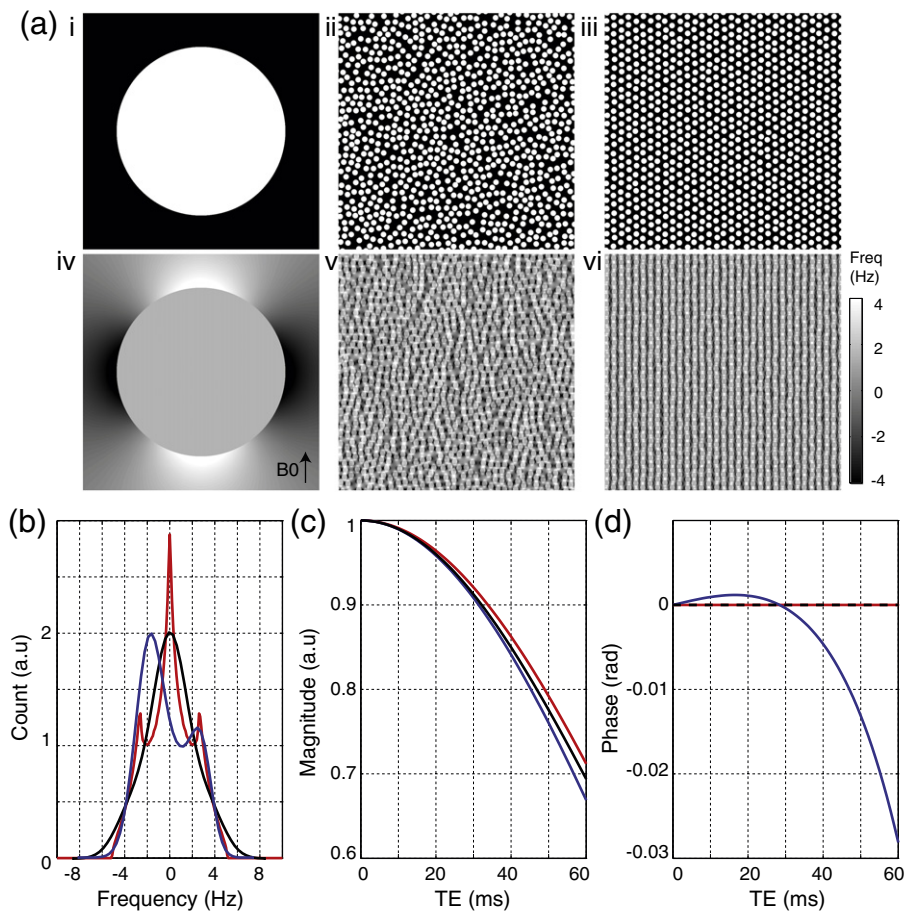 (a) i ii iii
iv v vi
Freq
(Hz)
4
2
0
-2
-4
B0
(b) (c) (d)
Count (a.u)
2
1
0
-8 -4 0 4 8
Frequency (Hz)
Magnitude (a.u)
1
0.9
0.8
0.7
0.6
0 20 40 60
TE (ms)
Phase (rad)
0
-0.01
-0.02
-0.03
0 20 40 60
TE (ms)